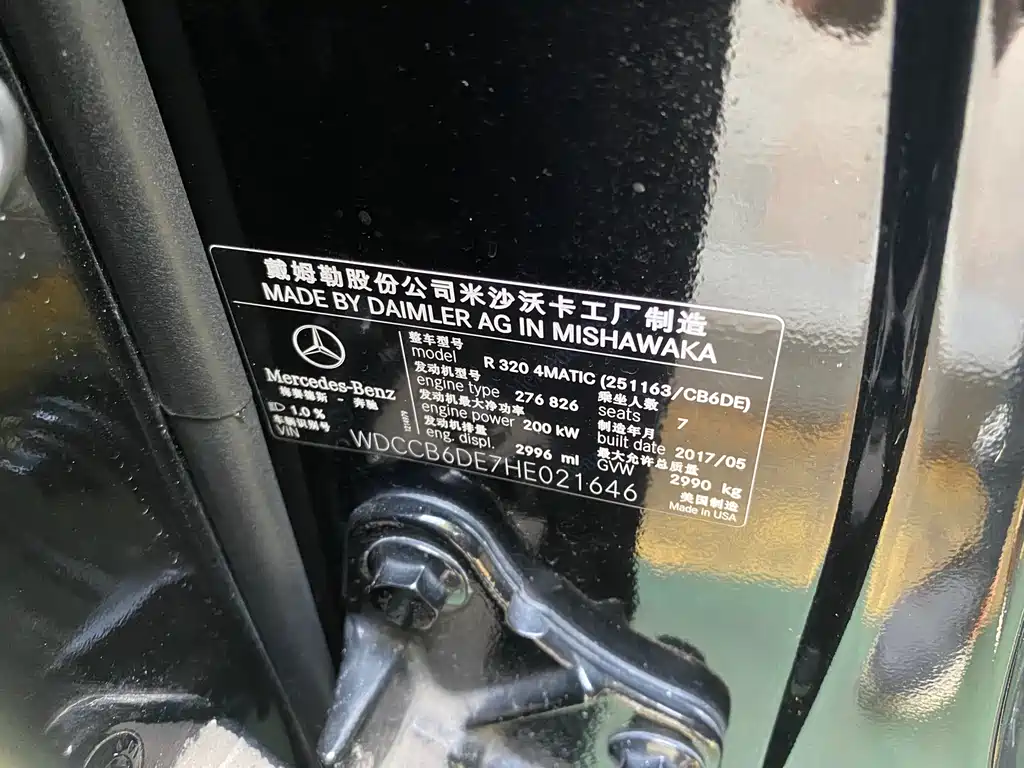 戴姆勒股份公司米沙沃卡工厂制造
MADE BY DAIMLER AG IN MISHAWAKA
Mercedes-Benz
梅赛德斯 - 奔驰
1.0 %
车辆识别号
VIN
整车型号
model R 320 4MATIC (251163/CB6DE)
发动机型号 乘坐人数
engine type 276 826 seats 7
发动机最大净功率 制造年月
engine power 200 kW built date 2017/05
发动机排量 最大允许总质量
eng. displ. 2996 ml GVW 2990 kg
WDCCB6DE7HE021646
美国制造
Made in USA